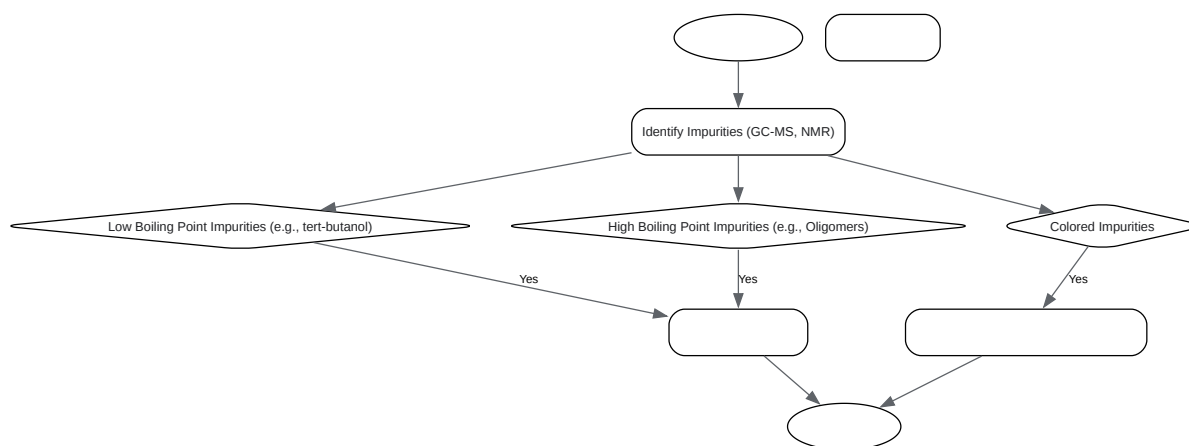 Identify Impurities (GC-MS, NMR)
Low Boiling Point Impurities (e.g., tert-butanol)
High Boiling Point Impurities (e.g., Oligomers)
Colored Impurities
Yes
Yes
Yes